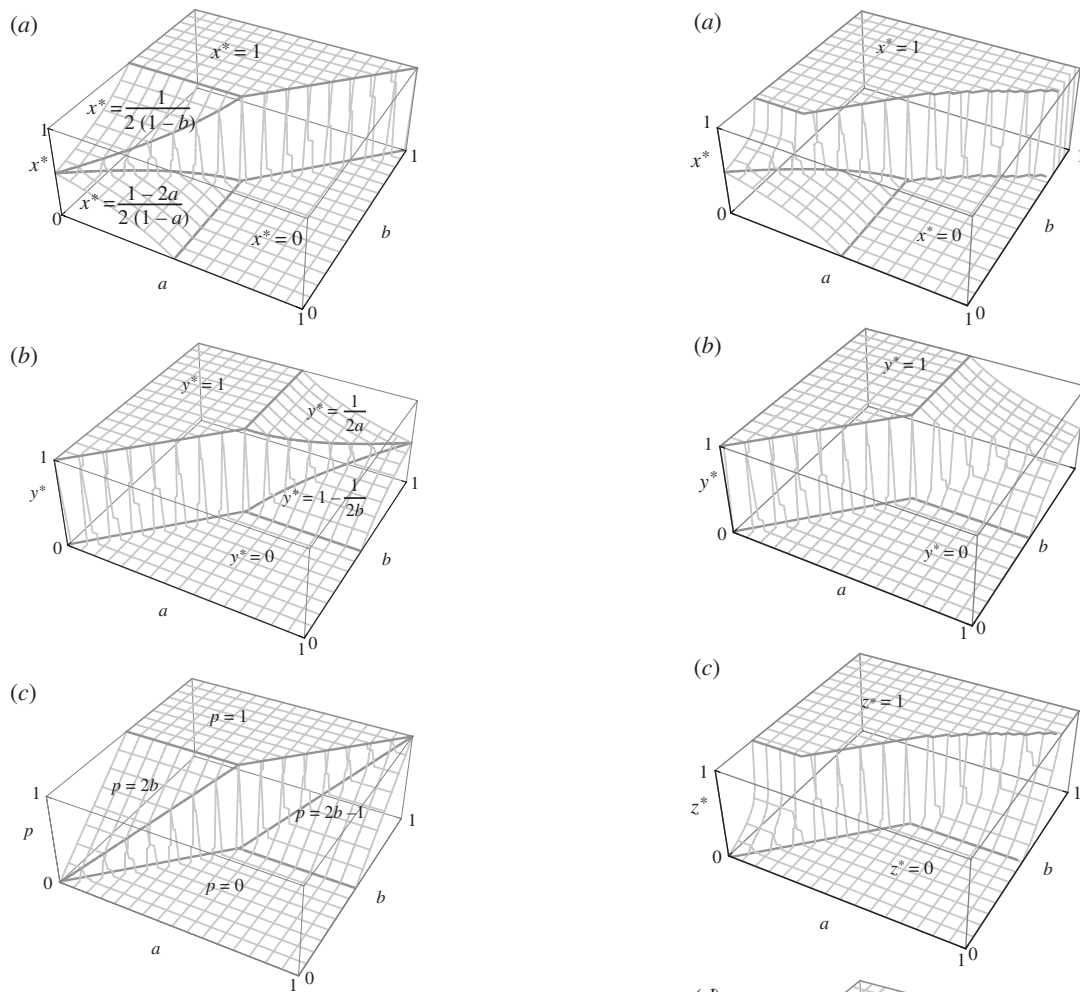 (a)
x* = 1
x* = 1/2 (1 – b)
1
x*
x* = 1 – 2a/2 (1 – a)
0
x* = 0
a
b
1
1 0
(b)
y* = 1
y* = 1/2a
1
y*
y* = 1 – 1/2b
0
y* = 0
a
b
1
1 0
(c)
p = 1
p = 2b
1
p
p = 2b – 1
0
p = 0
a
b
1
1 0
(a)
x* = 1
1
x*
0
x* = 0
a
b
1
1 0
(b)
y* = 1
1
y*
0
y* = 0
a
b
1 0
(c)
z* = 1
1
z*
0
z* = 0
a
b
1
1 0